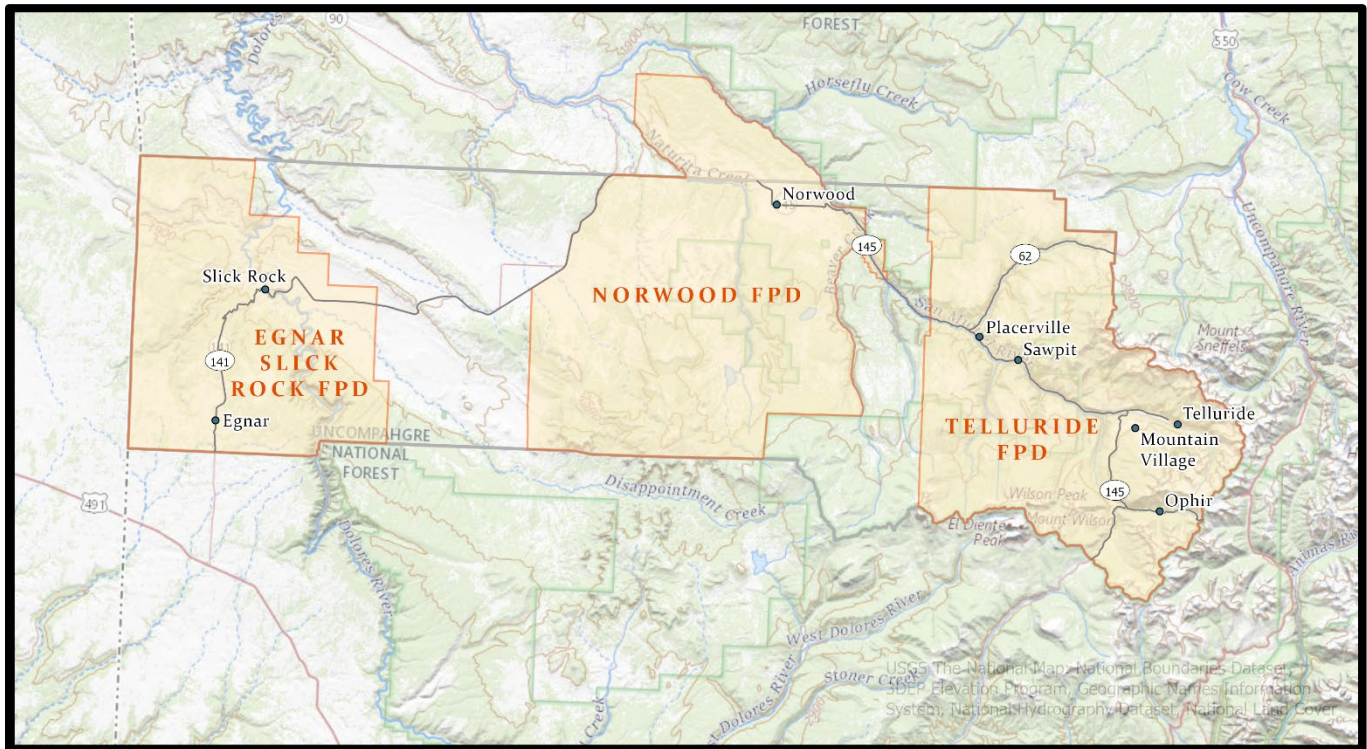 90
FOREST
550
Dolores
Horsefly Creek
Cow Creek
Naturita Creek
Norwood
145
62
Uncompahgre River
Slick Rock
NORWOOD FPD
EGNAR
SLICK
ROCK FPD
141
Placerville
Sawpit
Mount
Sneffels
Egnar
TELLURIDE
FPD
Telluride
Mountain
Village
UNCOMPAHGRE
NATIONAL
FOREST
491
Disappointment Creek
145
Wilson Peak
Mount Wilson
Ophir
El Diente
Peak
Dolores River
West Dolores River
Stoner Creek
USGS The National Map: National Boundaries Dataset,
3DEP Elevation Program, Geographic Names Information
System, National Hydrography Dataset, National Land Cover